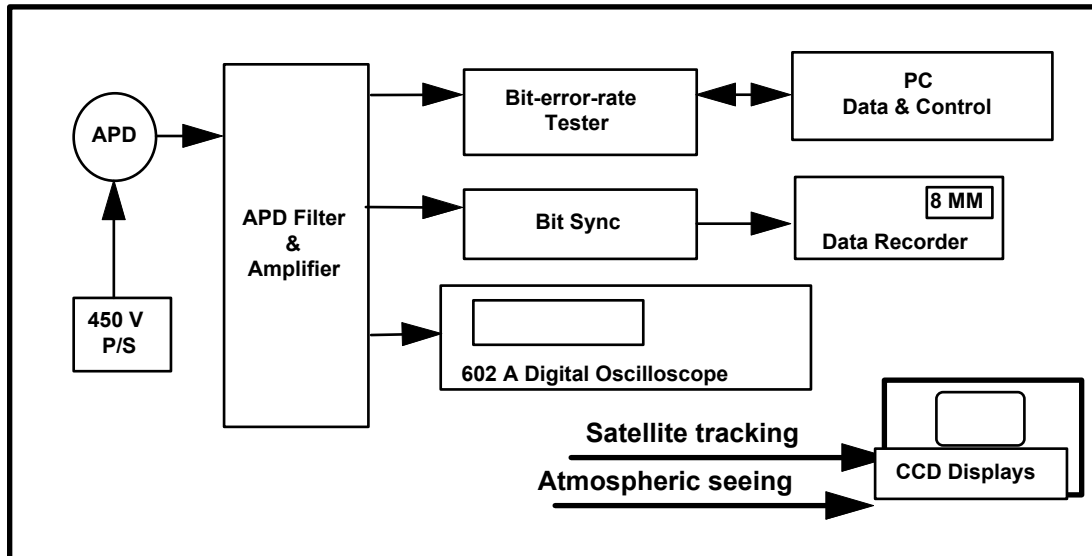 APD
450 V
P/S
APD Filter
&
Amplifier
Bit-error-rate
Tester
PC
Data & Control
Bit Sync
8 MM
Data Recorder
602 A Digital Oscilloscope
Satellite tracking
Atmospheric seeing
CCD Displays